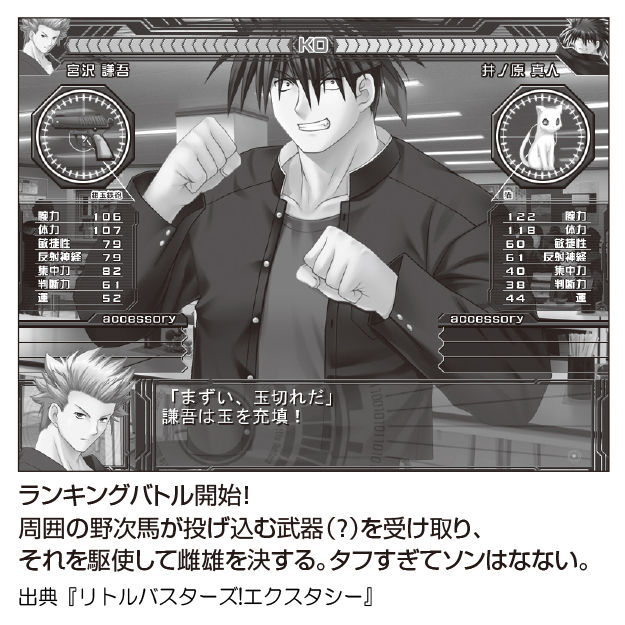 KO
宮沢 謙吾
井ノ原 真人
銀玉鉄砲
猫
腕力 106
体力 107
敏捷性 79
反射神経 79
集中力 82
判断力 61
運 52
122 腕力
118 体力
60 敏捷性
61 反射神経
40 集中力
38 判断力
44 運
accessory
accessory
「まずい、玉切れだ」
謙吾は玉を充填！
ランキングバトル開始!
周囲の野次馬が投げ込む武器(?)を受け取り、
それを駆使して雌雄を決する。タフすぎてソンはなない。
出典『リトルバスターズ!エクスタシー』